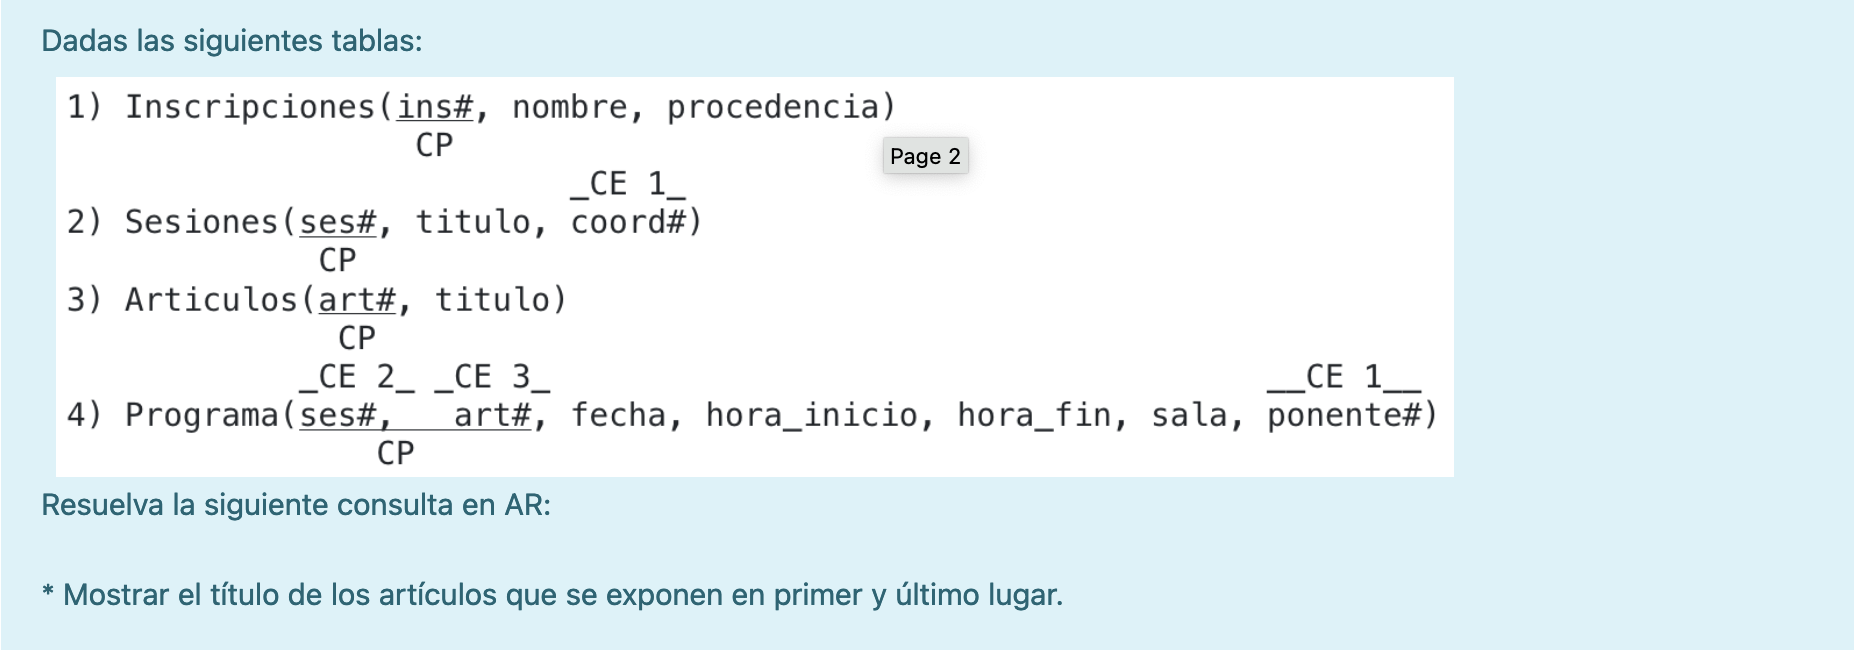 Dadas las siguientes tablas:
1) Inscripciones(ins#, nombre, procedencia)
CP
Page 2
_CE 1_
2) Sesiones(ses#, titulo, coord#)
CP
3) Articulos(art#, titulo)
CP
_CE 2_ _CE 3_ __CE 1__
4) Programa(ses#, art#, fecha, hora_inicio, hora_fin, sala, ponente#)
CP
Resuelva la siguiente consulta en AR:
* Mostrar el título de los artículos que se exponen en primer y último lugar.